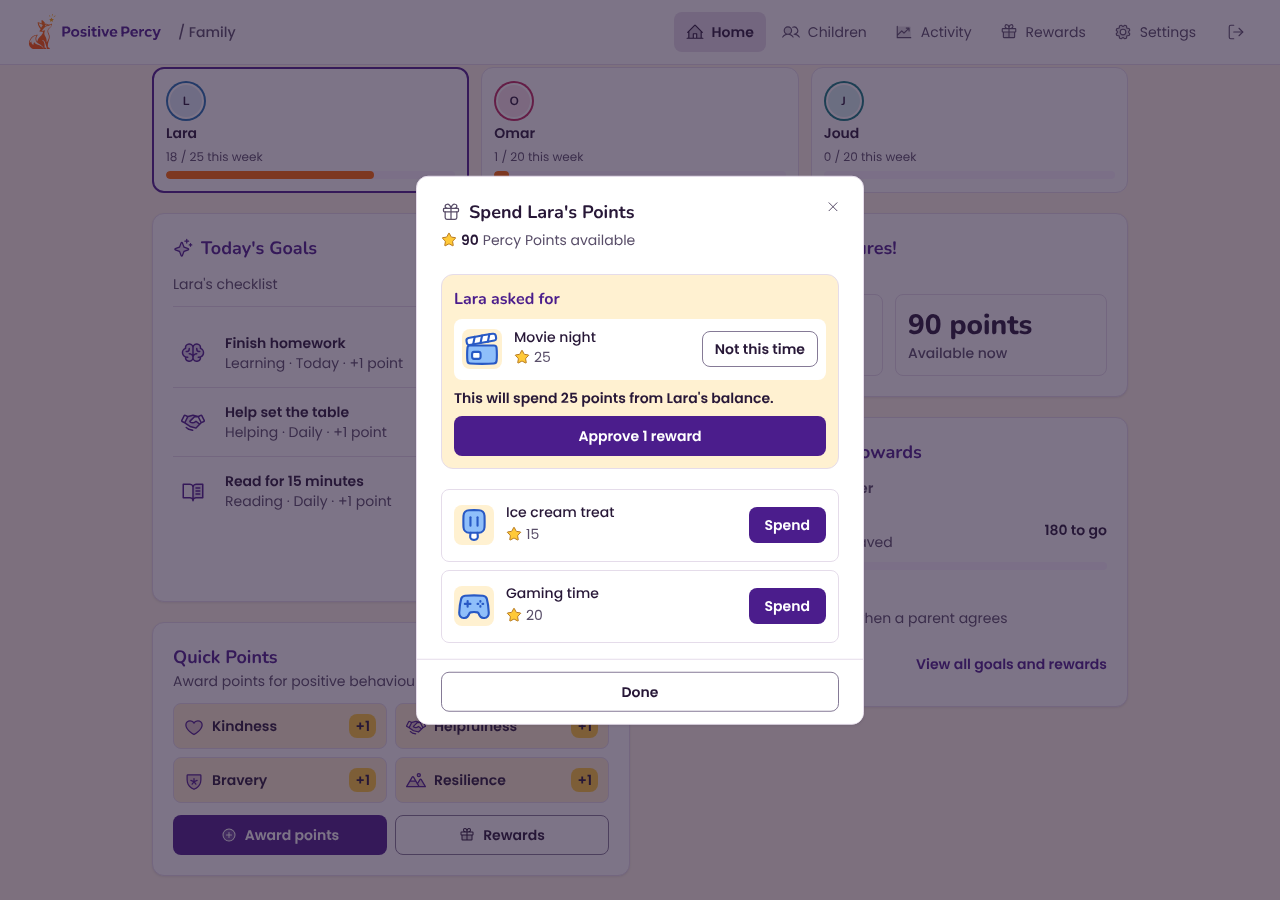 Positive Percy / Family
Home
Children
Activity
Rewards
Settings
L
Lara
18 / 25 this week
O
Omar
1 / 20 this week
J
Joud
0 / 20 this week
Today's Goals
Lara's checklist
Finish homework
Learning · Today · +1 point
Help set the table
Helping · Daily · +1 point
Read for 15 minutes
Reading · Daily · +1 point
Quick Points
Award points for positive behaviou
Kindness +1
Helpfulness +1
Bravery +1
Resilience +1
Award points
Rewards
Spend Lara's Points
90 Percy Points available
Lara asked for
Movie night
25
Not this time
This will spend 25 points from Lara's balance.
Approve 1 reward
Ice cream treat
15
Spend
Gaming time
20
Spend
Done
res!
90 points
Available now
owards
er
180 to go
aved
hen a parent agrees
View all goals and rewards